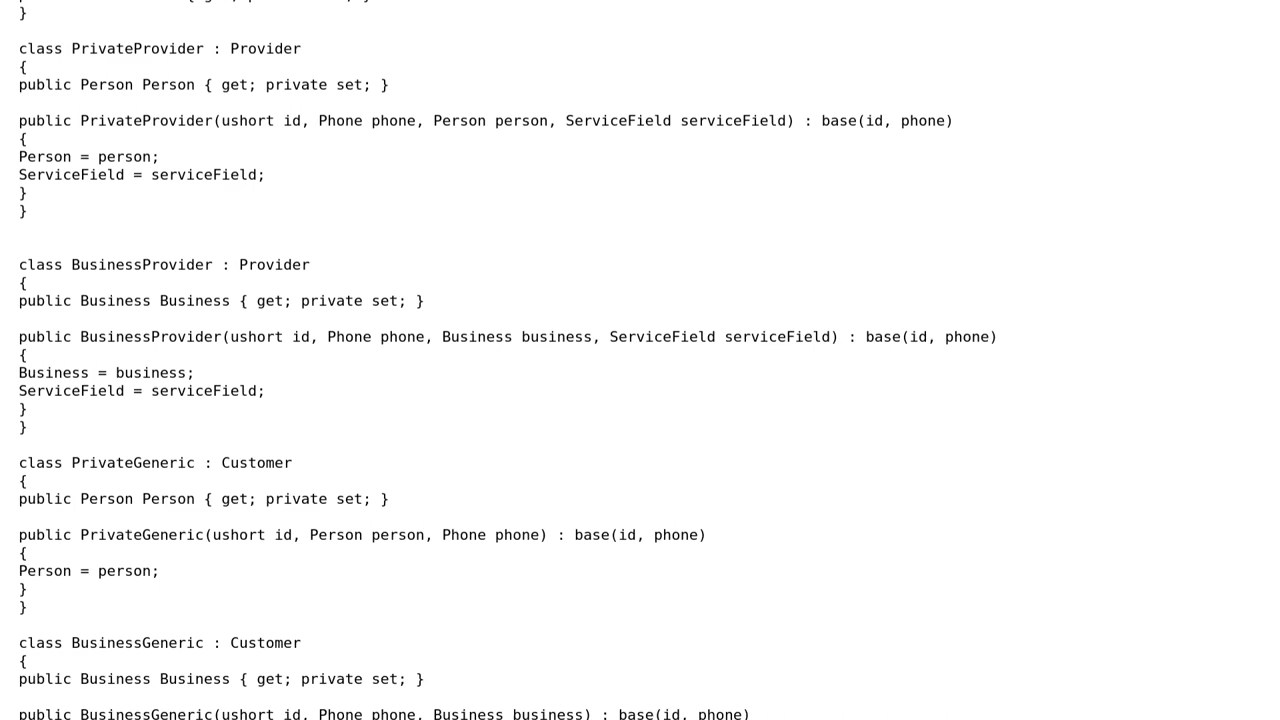 }
class PrivateProvider : Provider
{
public Person Person { get; private set; }
public PrivateProvider(ushort id, Phone phone, Person person, ServiceField serviceField) : base(id, phone)
{
Person = person;
ServiceField = serviceField;
}
}
class BusinessProvider : Provider
{
public Business Business { get; private set; }
public BusinessProvider(ushort id, Phone phone, Business business, ServiceField serviceField) : base(id, phone)
{
Business = business;
ServiceField = serviceField;
}
}
class PrivateGeneric : Customer
{
public Person Person { get; private set; }
public PrivateGeneric(ushort id, Person person, Phone phone) : base(id, phone)
{
Person = person;
}
}
class BusinessGeneric : Customer
{
public Business Business { get; private set; }
public BusinessGeneric(ushort id, Phone phone, Business business) : base(id, phone)